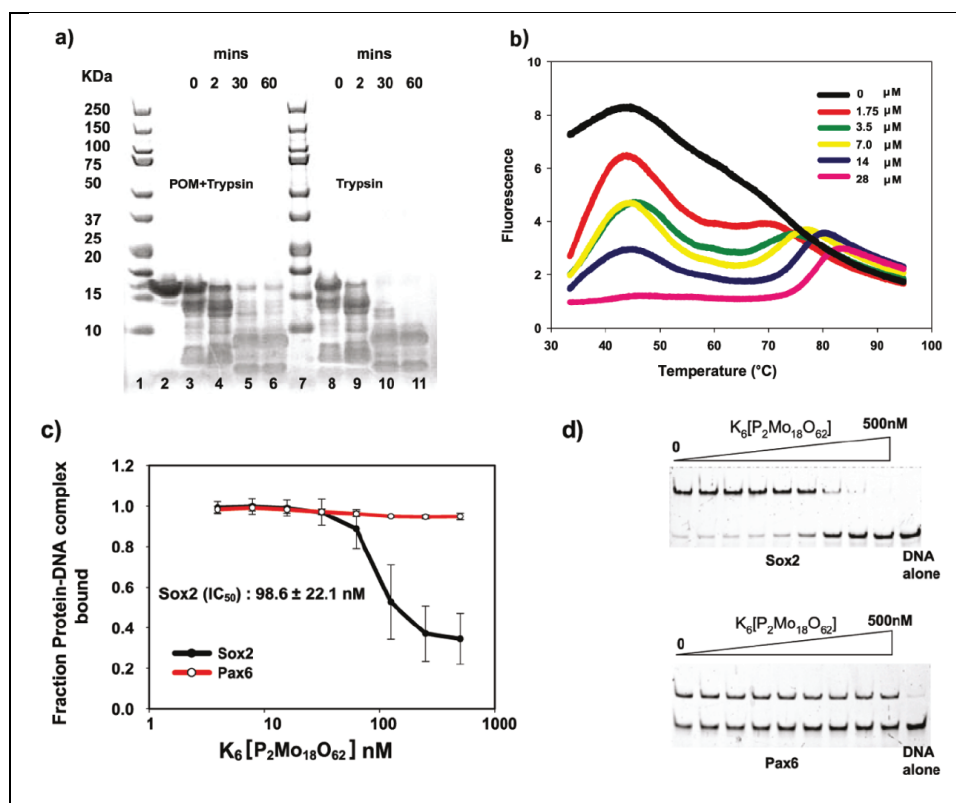 a)
mins
mins
KDa
0 2 30 60
0 2 30 60
250
150
100
75
50
37
25
20
15
10
POM+Trypsin
Trypsin
1 2 3 4 5 6 7 8 9 10 11
b)
10
8
6
4
2
0
Fluorescence
0 µM
1.75 µM
3.5 µM
7.0 µM
14 µM
28 µM
30 40 50 60 70 80 90 100
Temperature (°C)
c)
1.2
1.0
0.8
0.6
0.4
0.2
0.0
Fraction Protein-DNA complex
bound
Sox2 (IC₅₀) : 98.6 ± 22.1 nM
Sox2
Pax6
1 10 100 1000
K₆[P₂Mo₁₈O₆₂] nM
d)
K₆[P₂Mo₁₈O₆₂]
0
500nM
Sox2
DNA
alone
K₆[P₂Mo₁₈O₆₂]
0
500nM
Pax6
DNA
alone